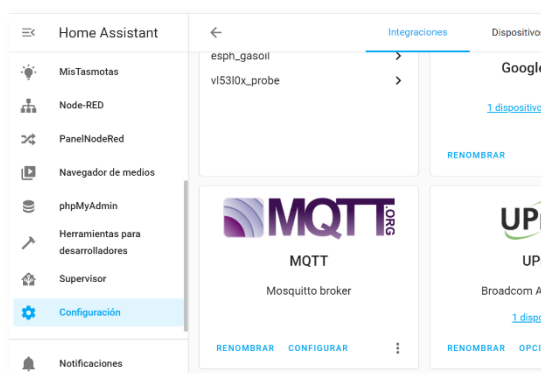 Home Assistant
MisTasmotas
Node-RED
PanelNodeRed
Navegador de medios
phpMyAdmin
Herramientas para
desarrolladores
Supervisor
Configuración
Notificaciones
Integraciones
Dispositivos
esph_gasoil
vl53l0x_probe
Google
1 dispositivo
RENOMBRAR
MQTT
.ORG
MQTT
Mosquitto broker
RENOMBRAR CONFIGURAR
UP
UP
Broadcom A
1 dispo
RENOMBRAR OPCI